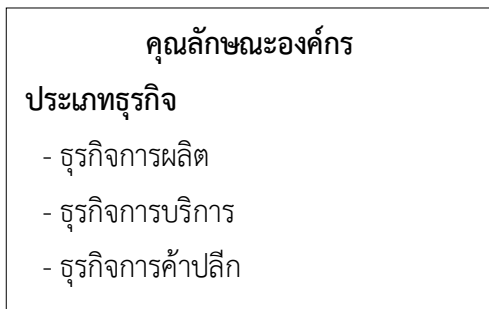 คุณลักษณะองค์กร
ประเภทธุรกิจ
- ธุรกิจการผลิต
- ธุรกิจการบริการ
- ธุรกิจการค้าปลีก